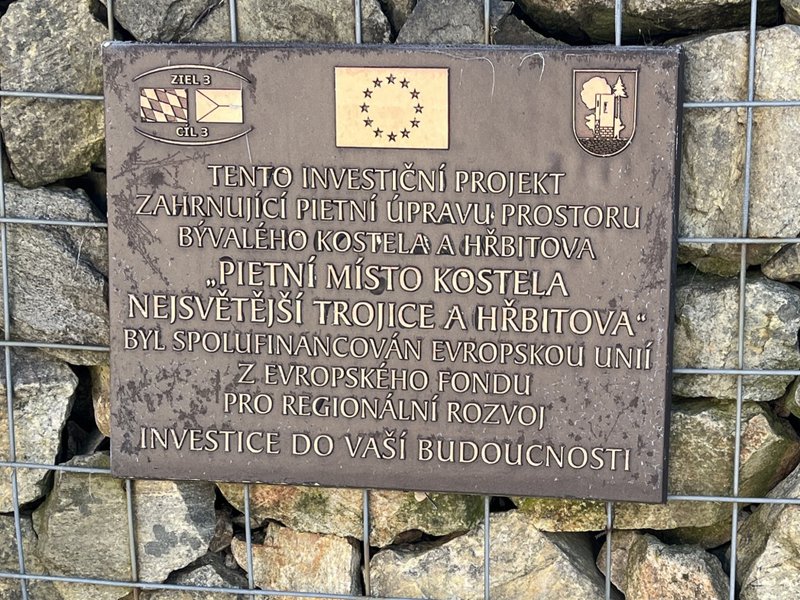 ZIEL 3
CÍL 3
TENTO INVESTIČNÍ PROJEKT
ZAHRNUJÍCÍ PIETNÍ ÚPRAVU PROSTORU
BÝVALÉHO KOSTELA A HŘBITOVA
„PIETNÍ MÍSTO KOSTELA
NEJSVĚTĚJŠÍ TROJICE A HŘBITOVA“
BYL SPOLUFINANCOVÁN EVROPSKOU UNIÍ
Z EVROPSKÉHO FONDU
PRO REGIONÁLNÍ ROZVOJ
INVESTICE DO VAŠÍ BUDOUCNOSTI